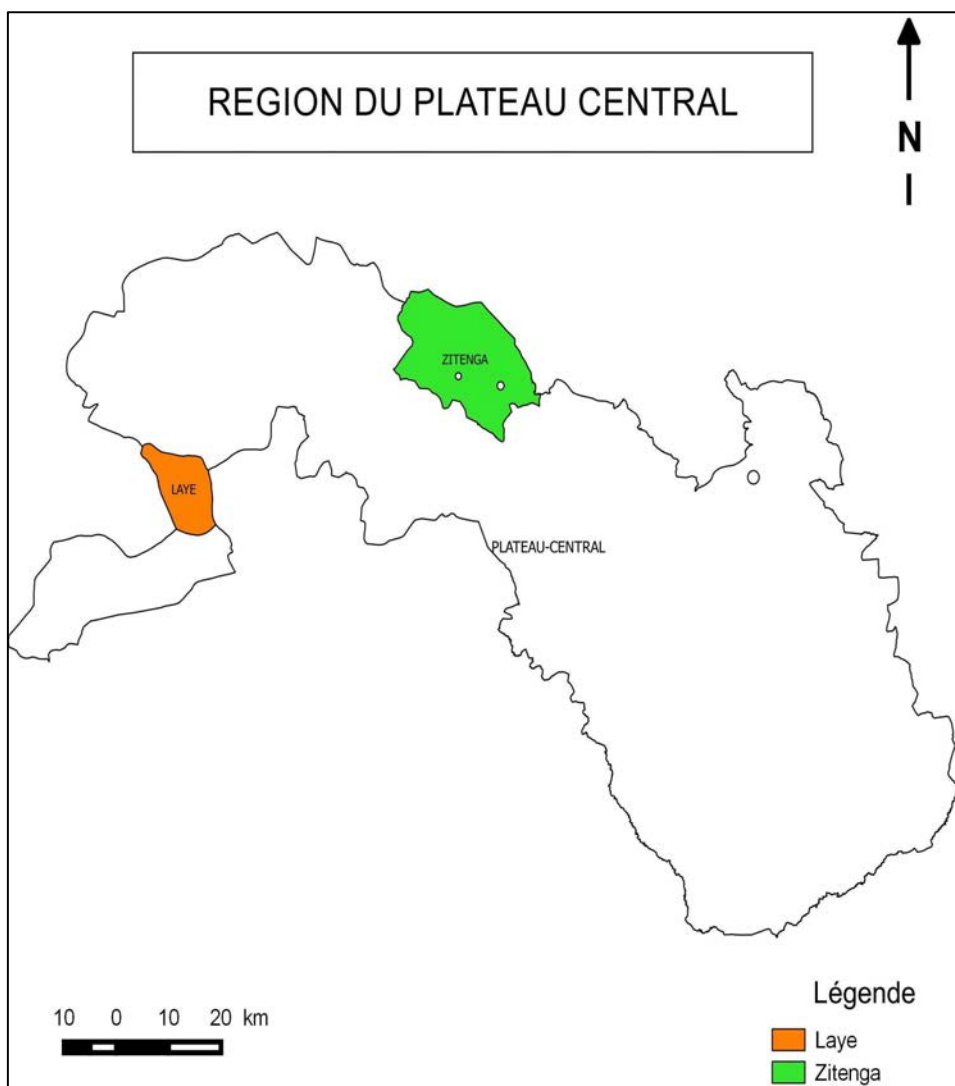 REGION DU PLATEAU CENTRAL
N
ZITENGA
LAYE
PLATEAU-CENTRAL
10 0 10 20 km
Légende
Laye
Zitenga